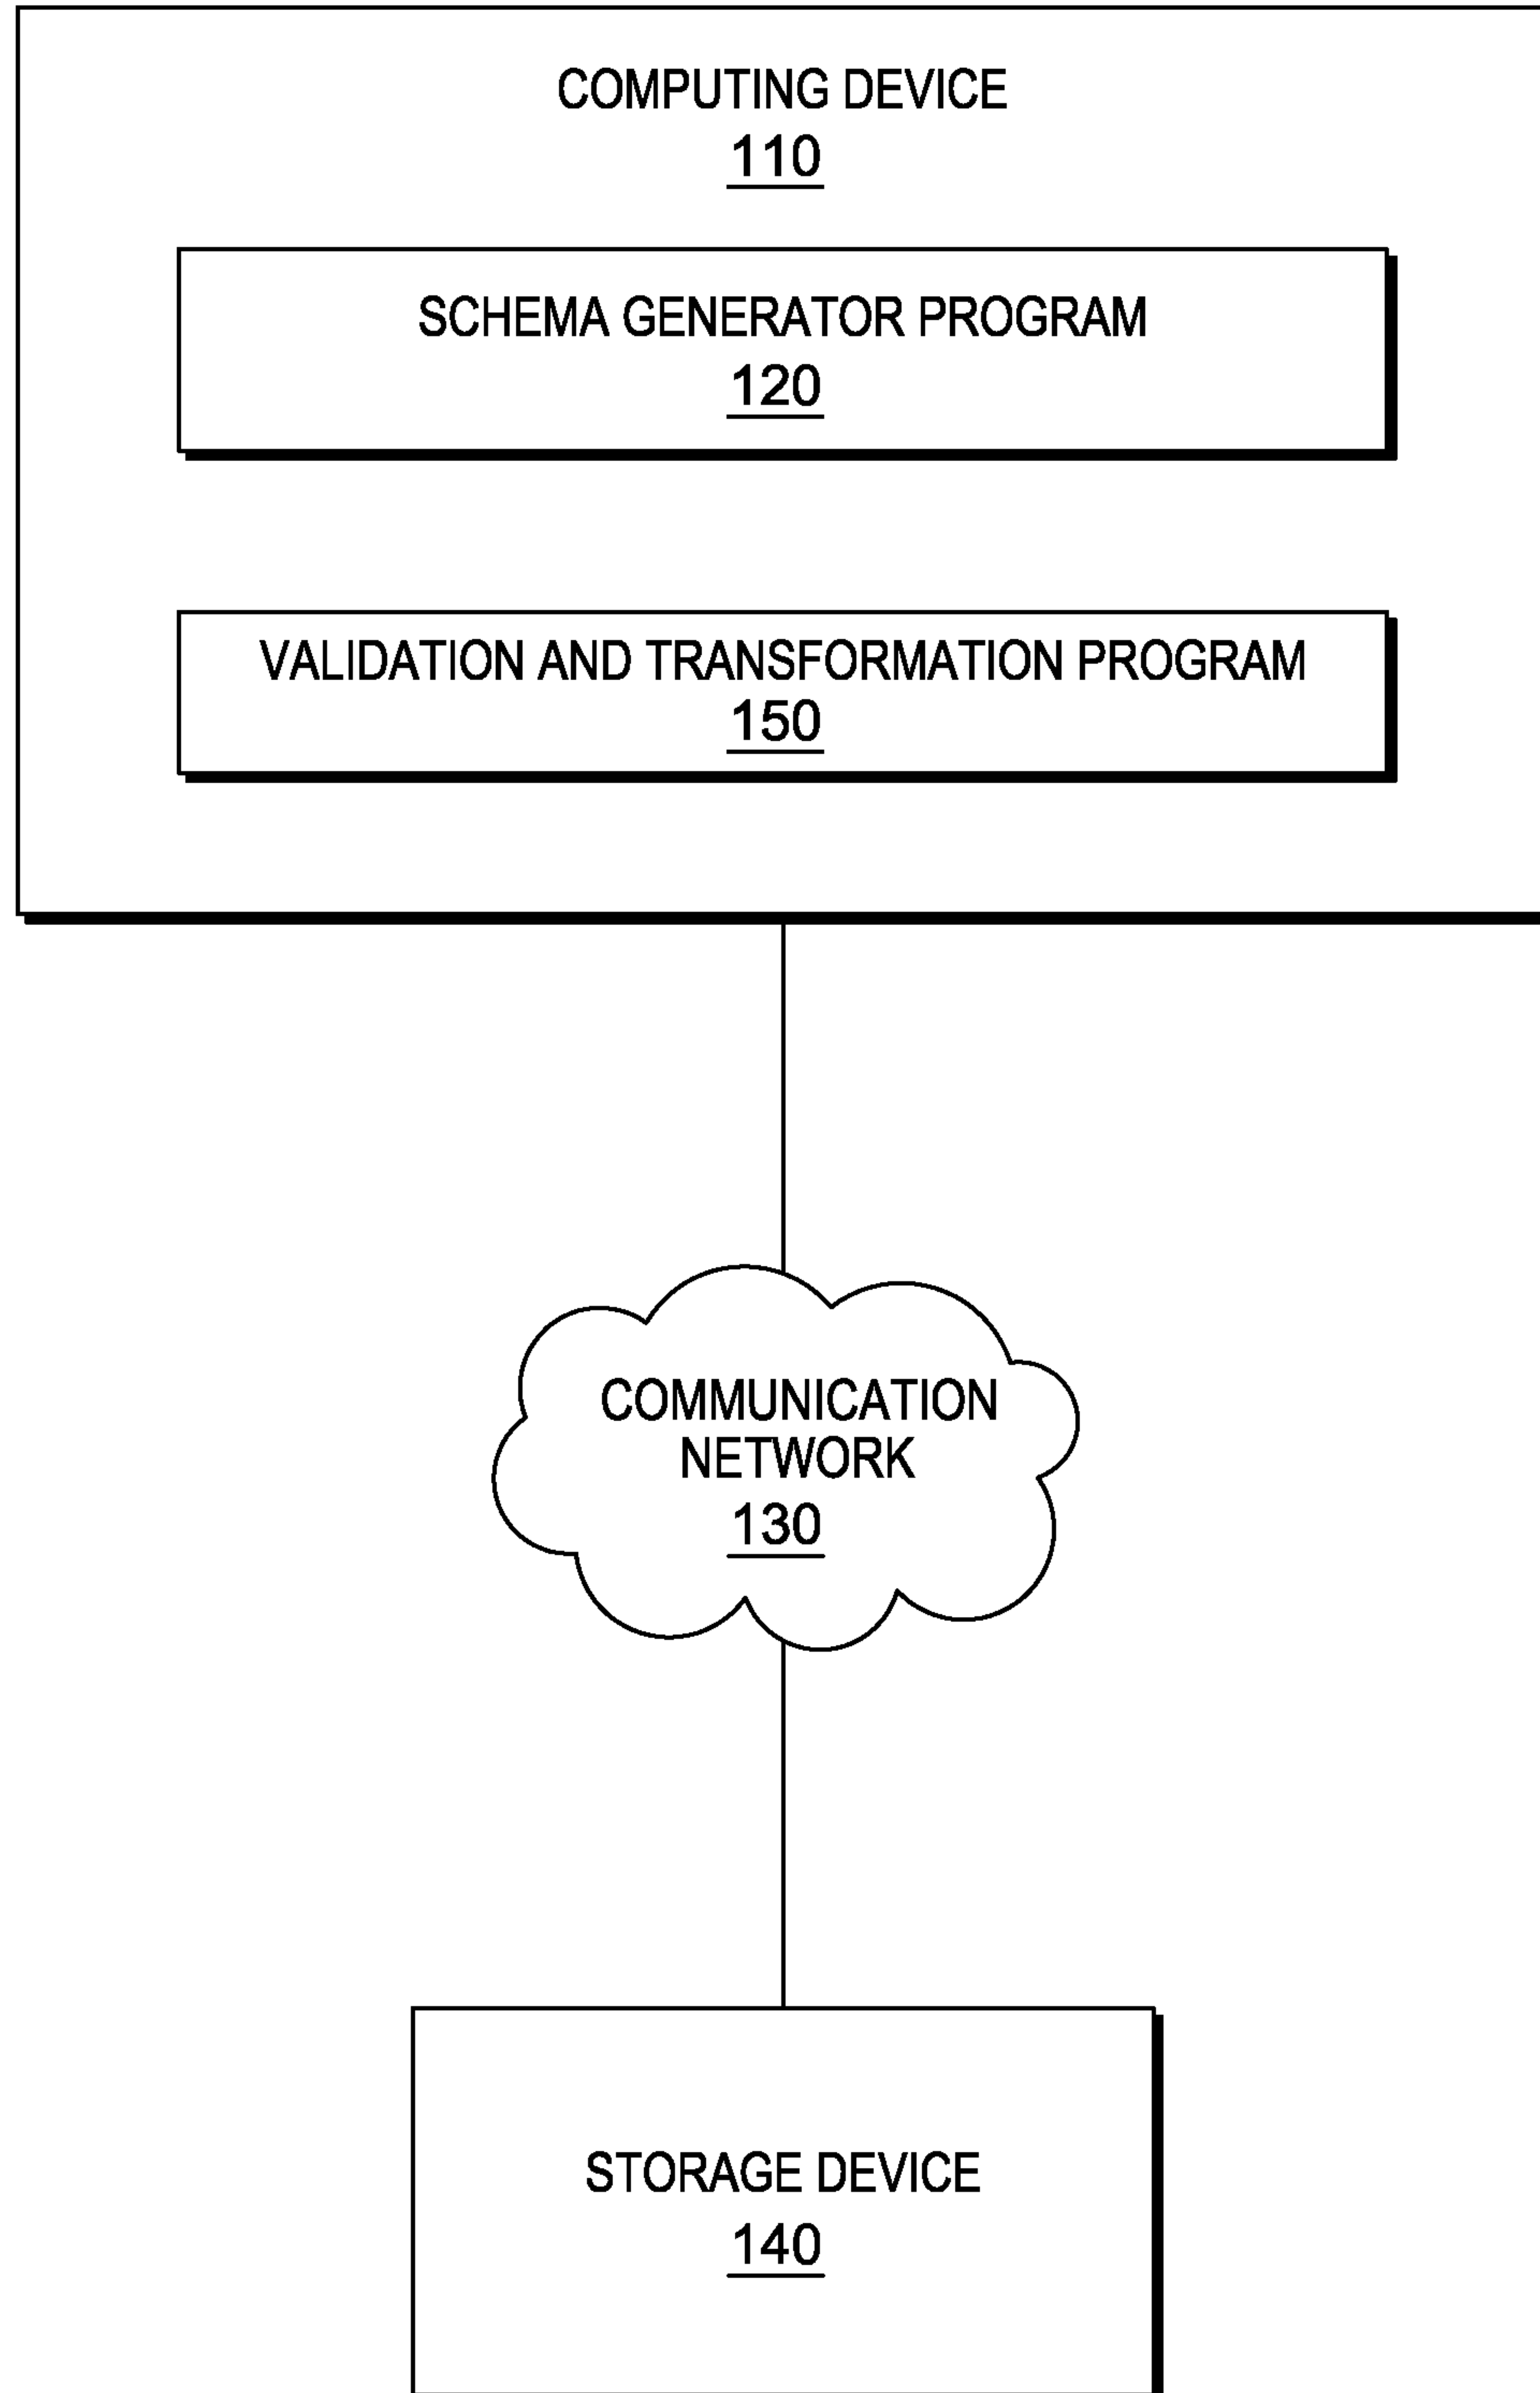 COMPUTING DEVICE
110
SCHEMA GENERATOR PROGRAM
120
VALIDATION AND TRANSFORMATION PROGRAM
150
COMMUNICATION
NETWORK
130
STORAGE DEVICE
140